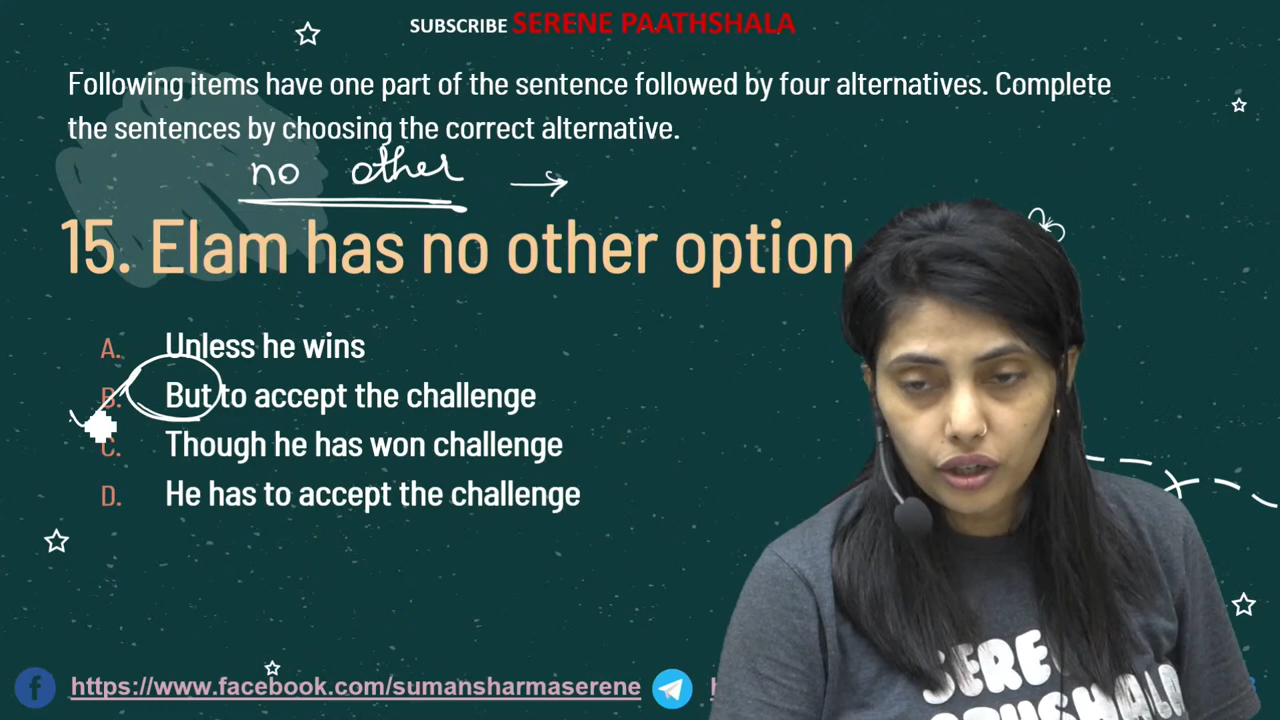 SUBSCRIBE SERENE PAATHSHALA
Following items have one part of the sentence followed by four alternatives. Complete
the sentences by choosing the correct alternative.
no other →
15. Elam has no other option
A. Unless he wins
B. But to accept the challenge
C. Though he has won challenge
D. He has to accept the challenge
https://www.facebook.com/sumansharmaserene